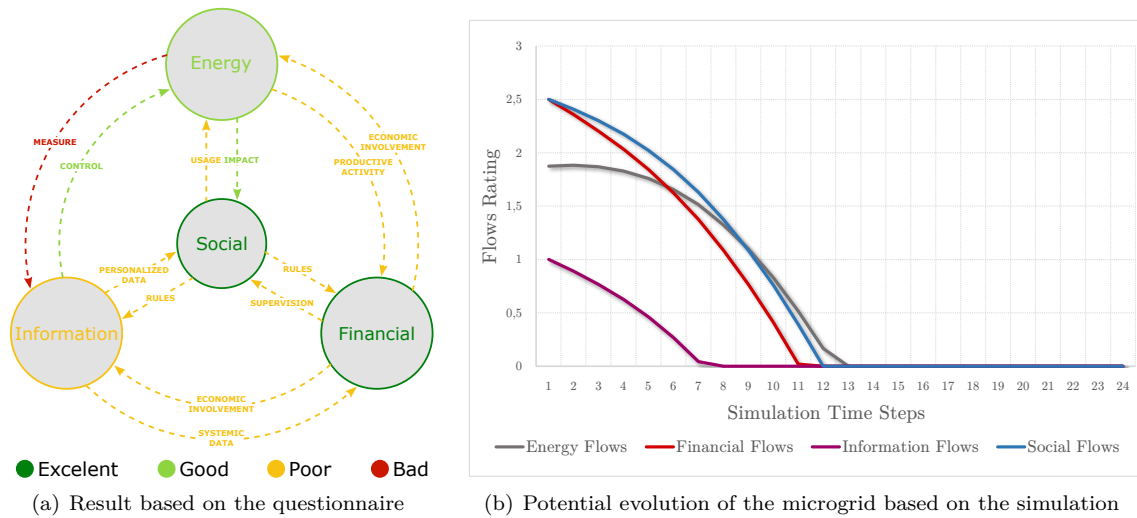 Energy
MEASURE
CONTROL
USAGE
IMPACT
ECONOMIC
INVOLVEMENT
PRODUCTIVE
ACTIVITY
Social
PERSONALIZED
DATA
RULES
RULES
SUPERVISION
Information
Financial
ECONOMIC
INVOLVEMENT
SYSTEMIC
DATA
Excelent
Good
Poor
Bad
(a) Result based on the questionnaire
Flows Rating
3
2,5
2
1,5
1
0,5
0
1 2 3 4 5 6 7 8 9 10 11 12 13 14 15 16 17 18 19 20 21 22 23 24
Simulation Time Steps
Energy Flows
Financial Flows
Information Flows
Social Flows
(b) Potential evolution of the microgrid based on the simulation